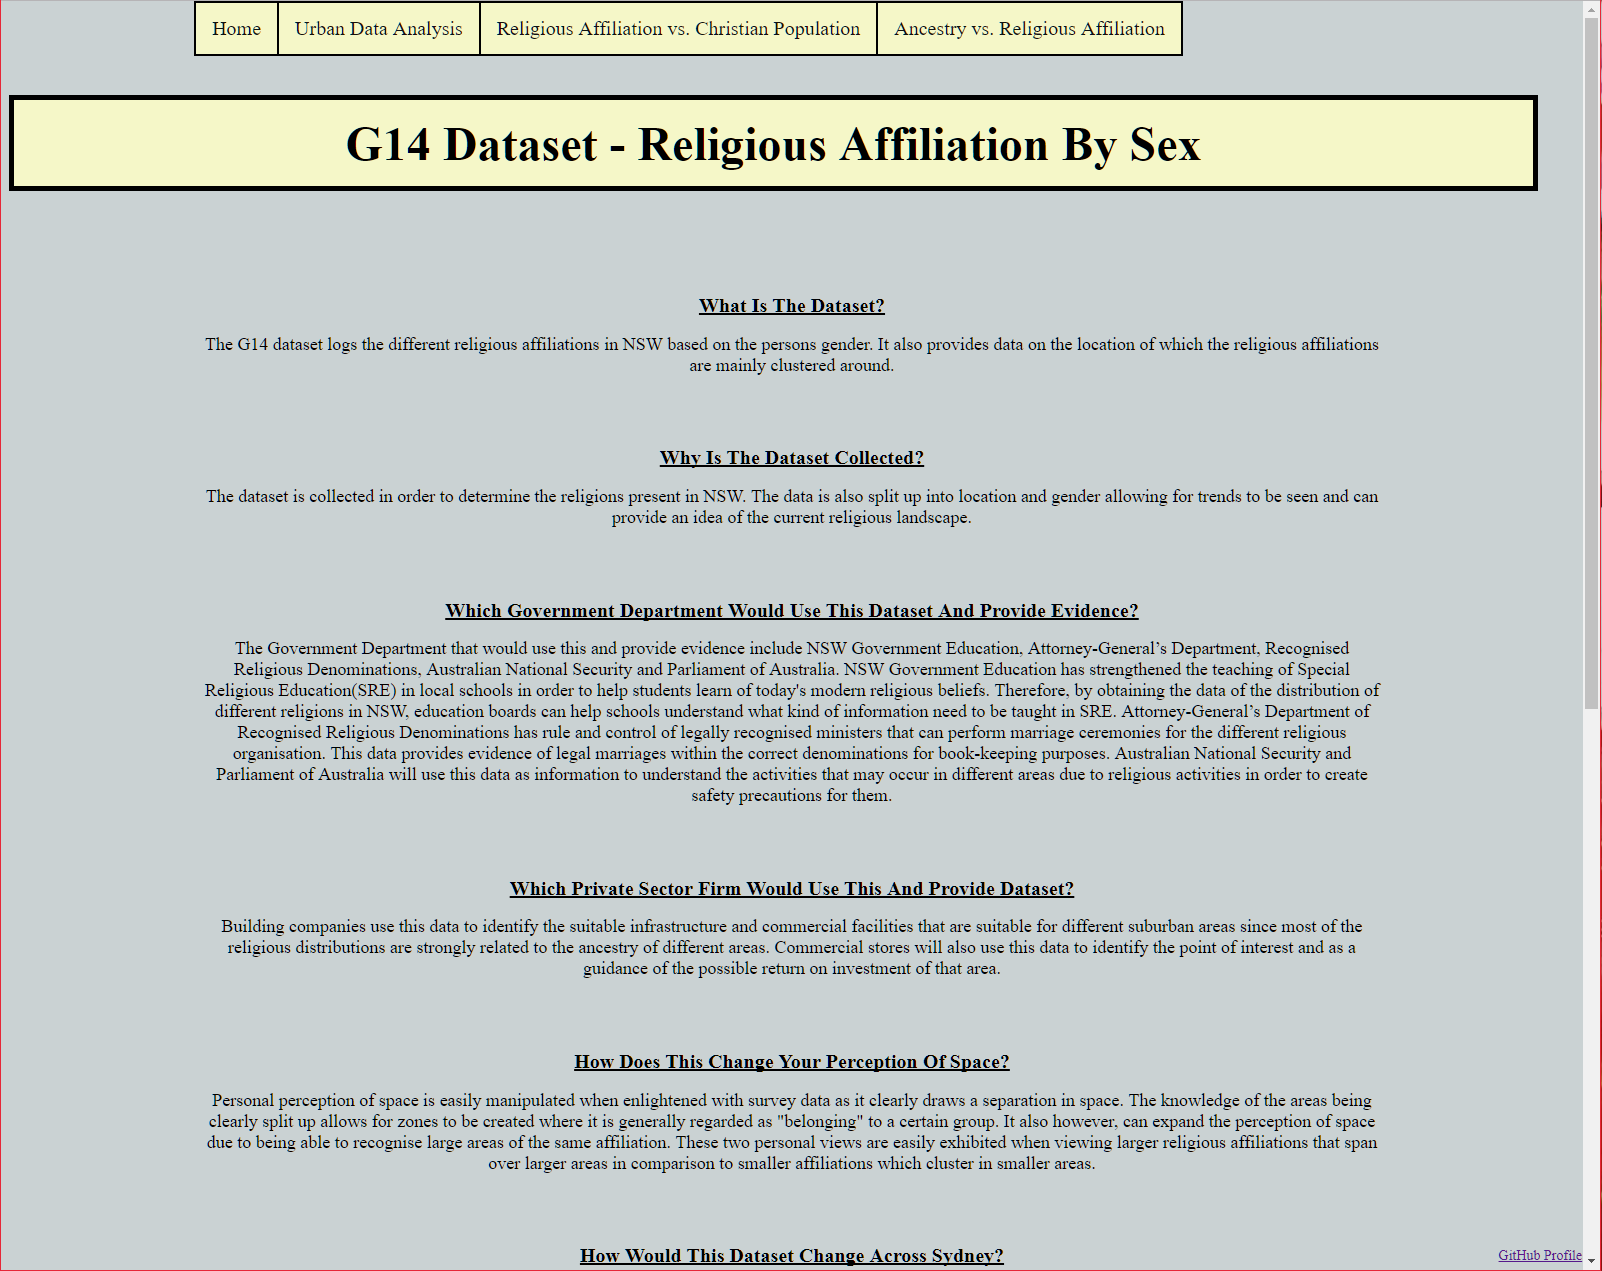 Home
Urban Data Analysis
Religious Affiliation vs. Christian Population
Ancestry vs. Religious Affiliation
G14 Dataset - Religious Affiliation By Sex
What Is The Dataset?
The G14 dataset logs the different religious affiliations in NSW based on the persons gender. It also provides data on the location of which the religious affiliations
are mainly clustered around.
Why Is The Dataset Collected?
The dataset is collected in order to determine the religions present in NSW. The data is also split up into location and gender allowing for trends to be seen and can
provide an idea of the current religious landscape.
Which Government Department Would Use This Dataset And Provide Evidence?
The Government Department that would use this and provide evidence include NSW Government Education, Attorney-General’s Department, Recognised
Religious Denominations, Australian National Security and Parliament of Australia. NSW Government Education has strengthened the teaching of Special
Religious Education(SRE) in local schools in order to help students learn of today's modern religious beliefs. Therefore, by obtaining the data of the distribution of
different religions in NSW, education boards can help schools understand what kind of information need to be taught in SRE. Attorney-General’s Department of
Recognised Religious Denominations has rule and control of legally recognised ministers that can perform marriage ceremonies for the different religious
organisation. This data provides evidence of legal marriages within the correct denominations for book-keeping purposes. Australian National Security and
Parliament of Australia will use this data as information to understand the activities that may occur in different areas due to religious activities in order to create
safety precautions for them.
Which Private Sector Firm Would Use This And Provide Dataset?
Building companies use this data to identify the suitable infrastructure and commercial facilities that are suitable for different suburban areas since most of the
religious distributions are strongly related to the ancestry of different areas. Commercial stores will also use this data to identify the point of interest and as a
guidance of the possible return on investment of that area.
How Does This Change Your Perception Of Space?
Personal perception of space is easily manipulated when enlightened with survey data as it clearly draws a separation in space. The knowledge of the areas being
clearly split up allows for zones to be created where it is generally regarded as "belonging" to a certain group. It also however, can expand the perception of space
due to being able to recognise large areas of the same affiliation. These two personal views are easily exhibited when viewing larger religious affiliations that span
over larger areas in comparison to smaller affiliations which cluster in smaller areas.
How Would This Dataset Change Across Sydney?
GitHub Profile